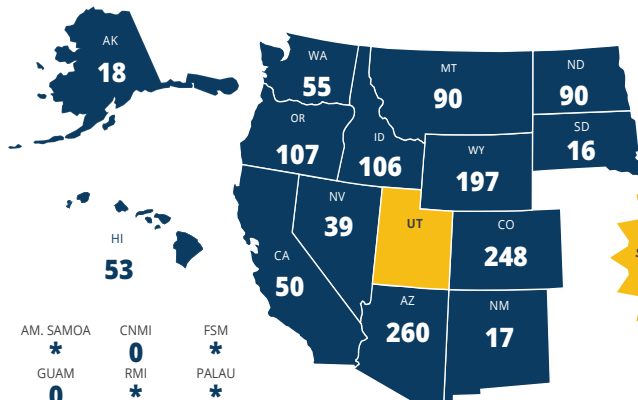 AK
18
WA
55
MT
90
ND
90
OR
107
ID
106
SD
16
WY
197
NV
39
UT
CO
248
HI
53
CA
50
AZ
260
NM
17
AM. SAMOA CNMI FSM
* 0 *
GUAM RMI PALAU
0 * *